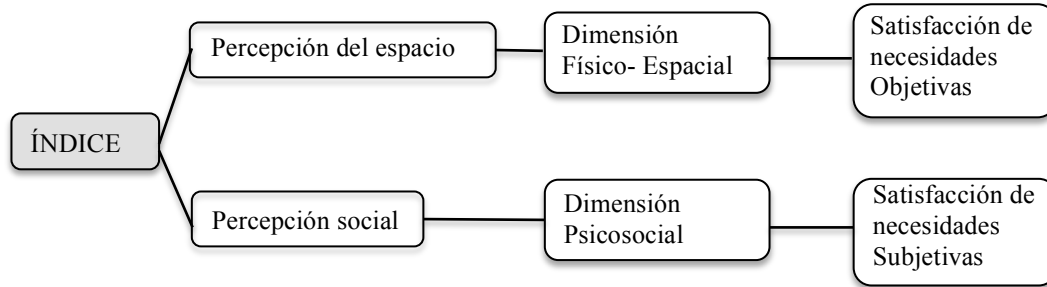 ÍNDICE
Percepción del espacio
Dimensión
Físico- Espacial
Satisfacción de
necesidades
Objetivas
Percepción social
Dimensión
Psicosocial
Satisfacción de
necesidades
Subjetivas